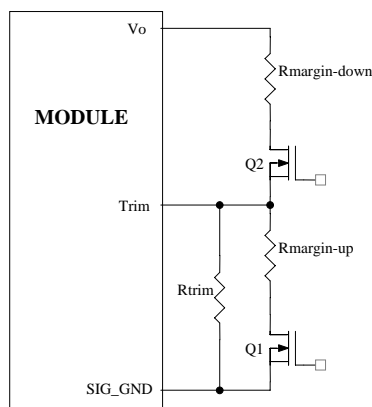 Vo
Rmargin-down
MODULE
Q2
Trim
Rmargin-up
Rtrim
Q1
SIG_GND